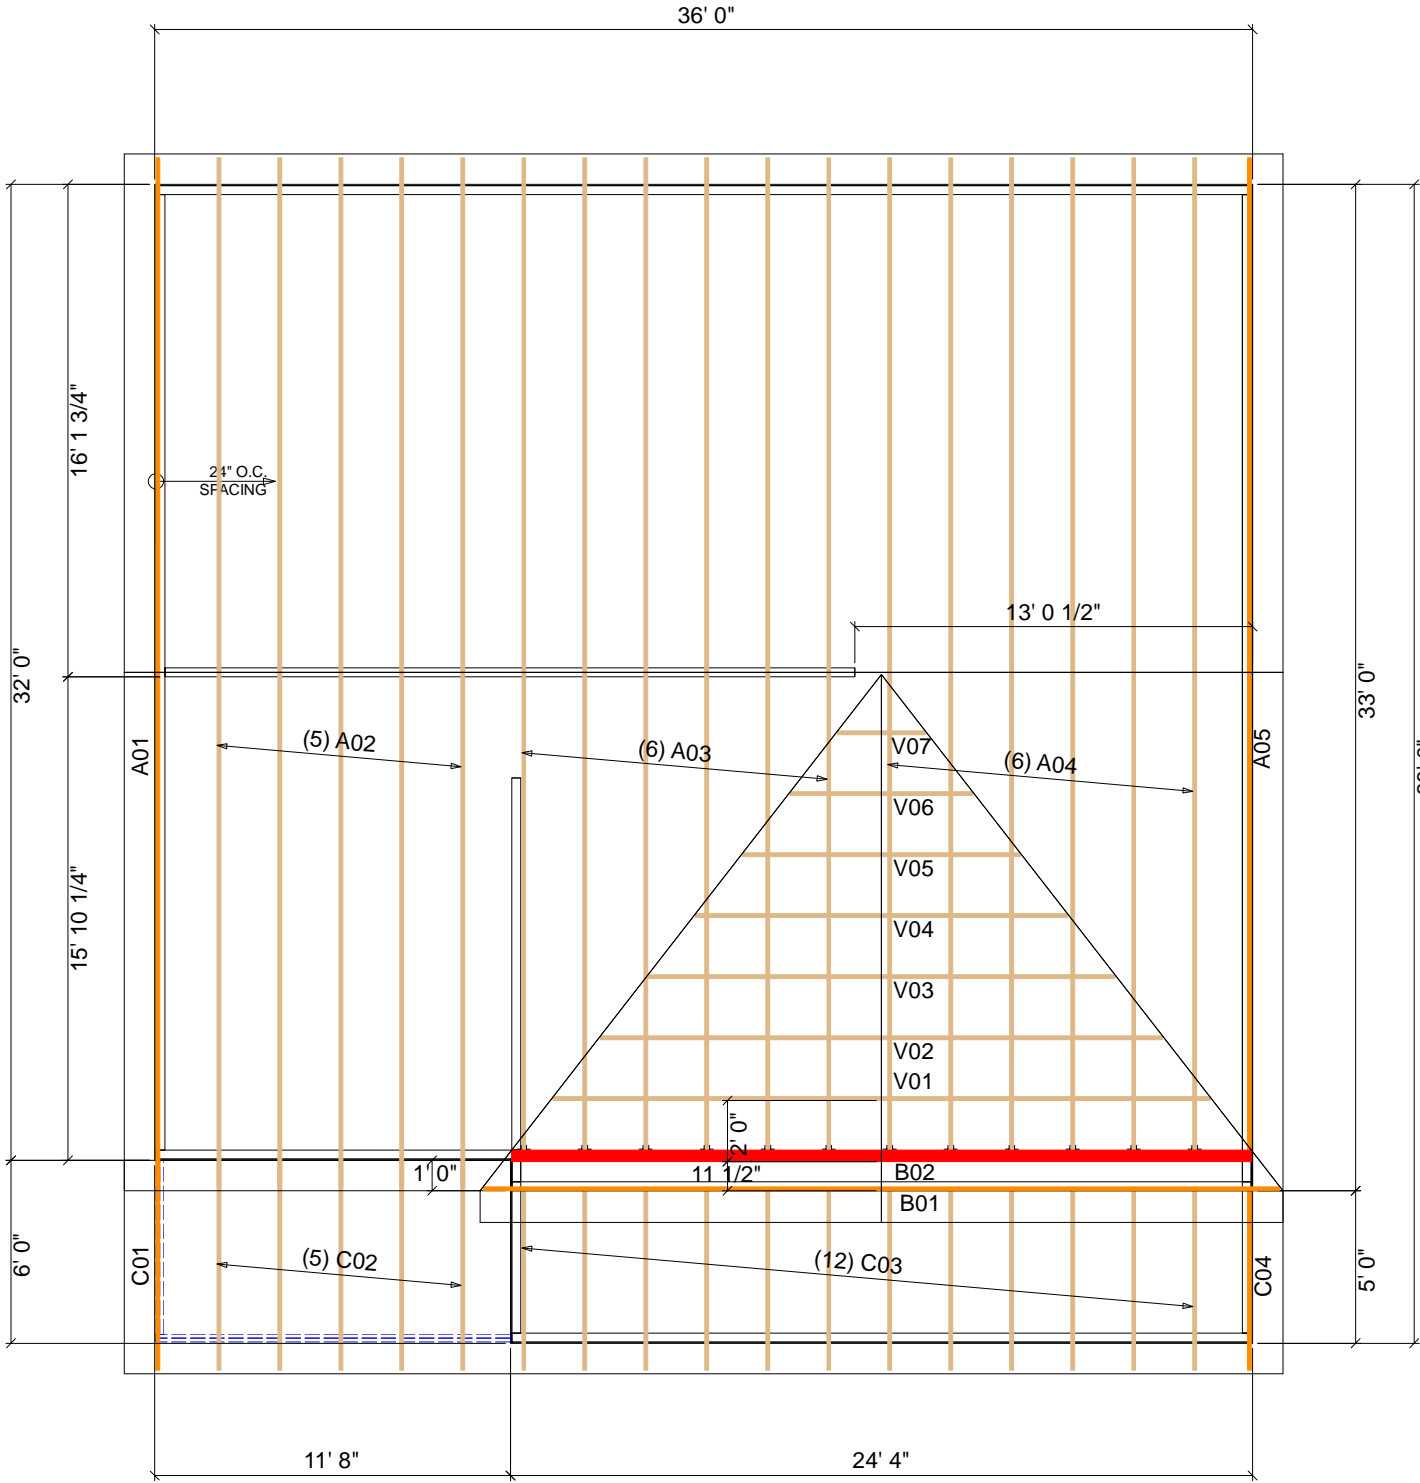 36' 0"
16' 1 3/4"
24" O.C.
SPACING
13' 0 1/2"
32' 0"
33' 0"
A01
(5) A02
(6) A03
V07
(6) A04
A05
V06
V05
15' 10 1/4"
V04
V03
V02
V01
2' 0"
1' 0"
11 1/2"
B02
B01
6' 0"
C01
(5) C02
(12) C03
C04
5' 0"
11' 8"
24' 4"